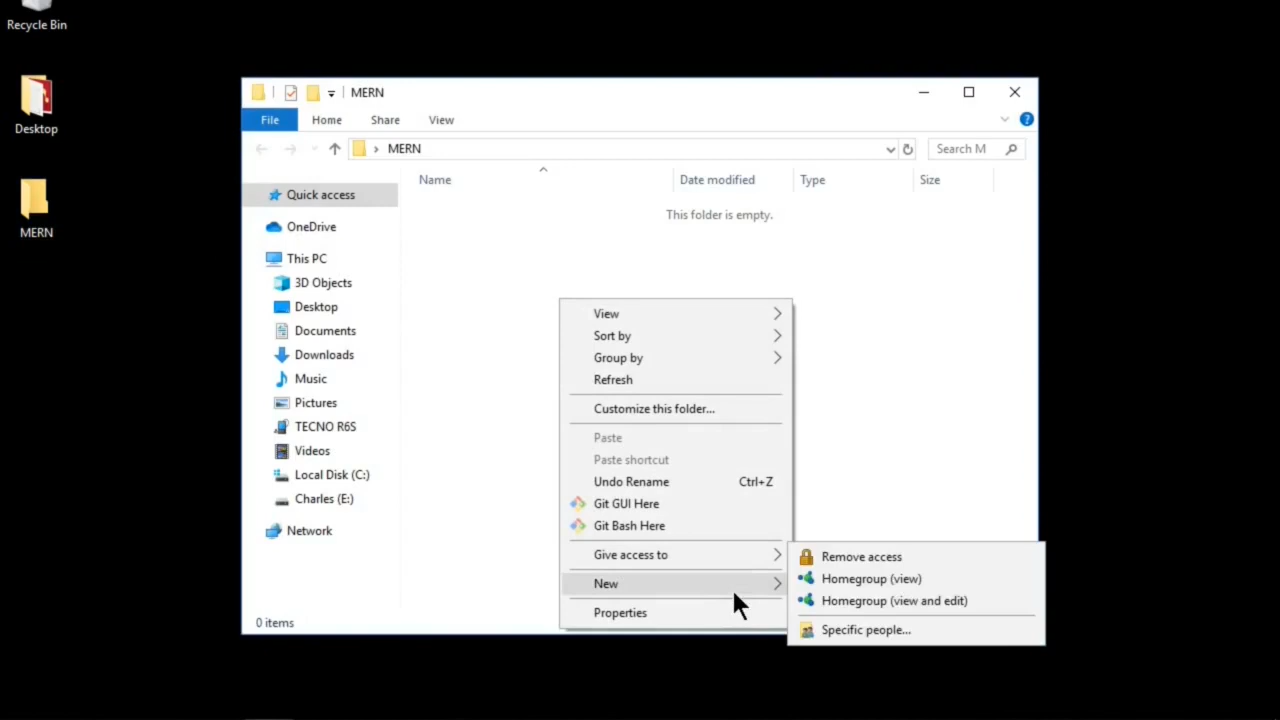 Recycle Bin
Desktop
MERN
MERN
File
Home
Share
View
MERN
Search M
Name
Date modified
Type
Size
This folder is empty.
Quick access
OneDrive
This PC
3D Objects
Desktop
Documents
Downloads
Music
Pictures
TECNO R6S
Videos
Local Disk (C:)
Charles (E:)
Network
0 items
View
Sort by
Group by
Refresh
Customize this folder...
Paste
Paste shortcut
Undo Rename Ctrl+Z
Git GUI Here
Git Bash Here
Give access to
New
Properties
Remove access
Homegroup (view)
Homegroup (view and edit)
Specific people...